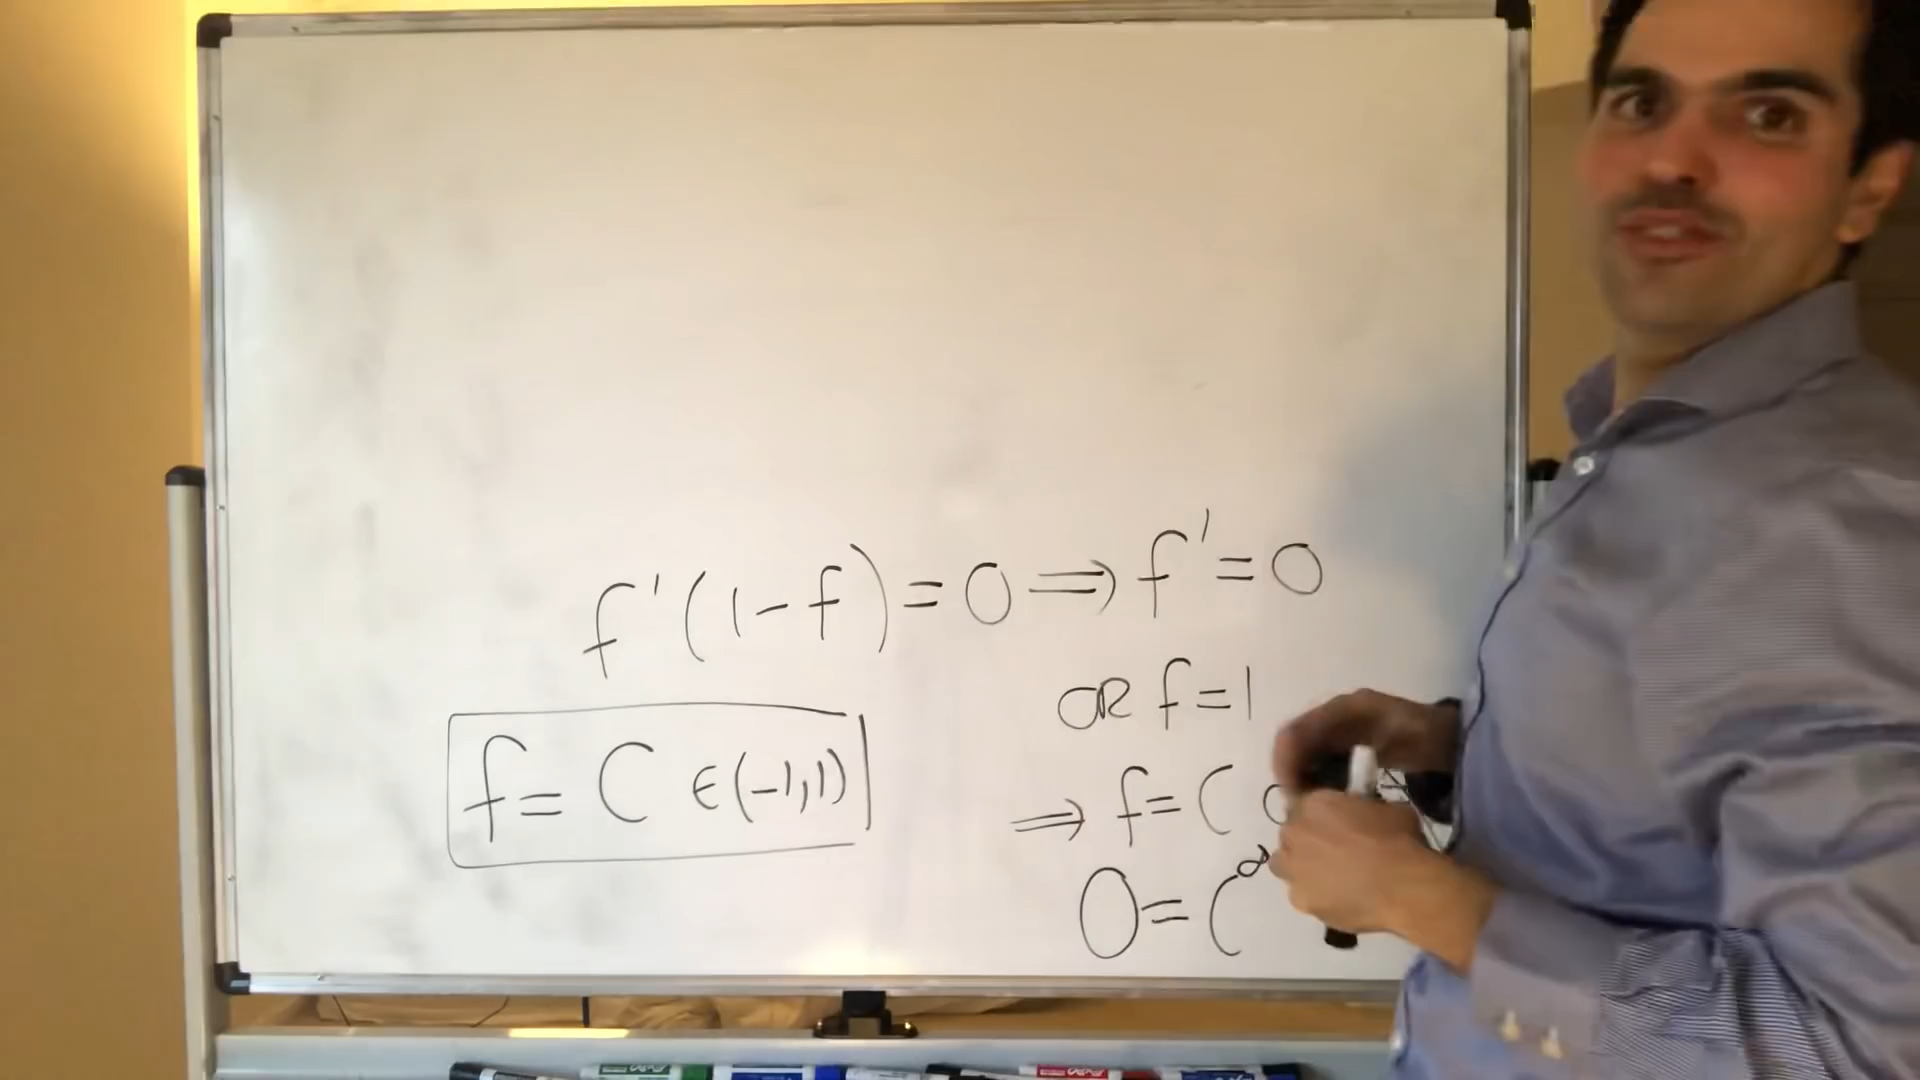 f'(1-f)=0⟹f'=0
OR f=1
f=C ∈(-1,1)
⟹ f=C
0=C^∞